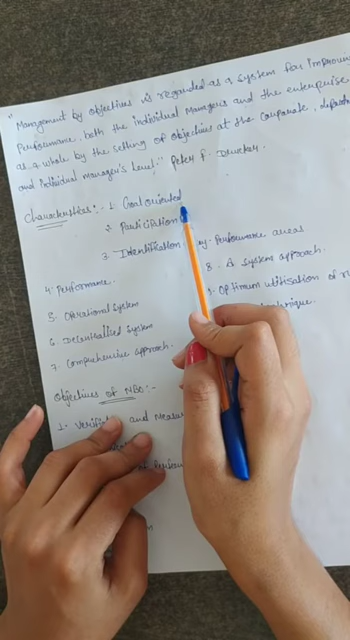 "Management by objectives is regarded as a system for improving
Performance, both the individual managers and the enterprise
as a whole by the setting of objectives at the corporate, 
and individual manager's level." Peter F. Drucker.
Characteristics:- 1. Goal oriented
2. Participation
3. Identification key-Performance areas
4. Performance.
5. Operational system
6. Decentralised system
7. Comprehensive approach.
8. A system approach.
9. Optimum utilisation of
technique.
Objectives of MBO:-
1. and